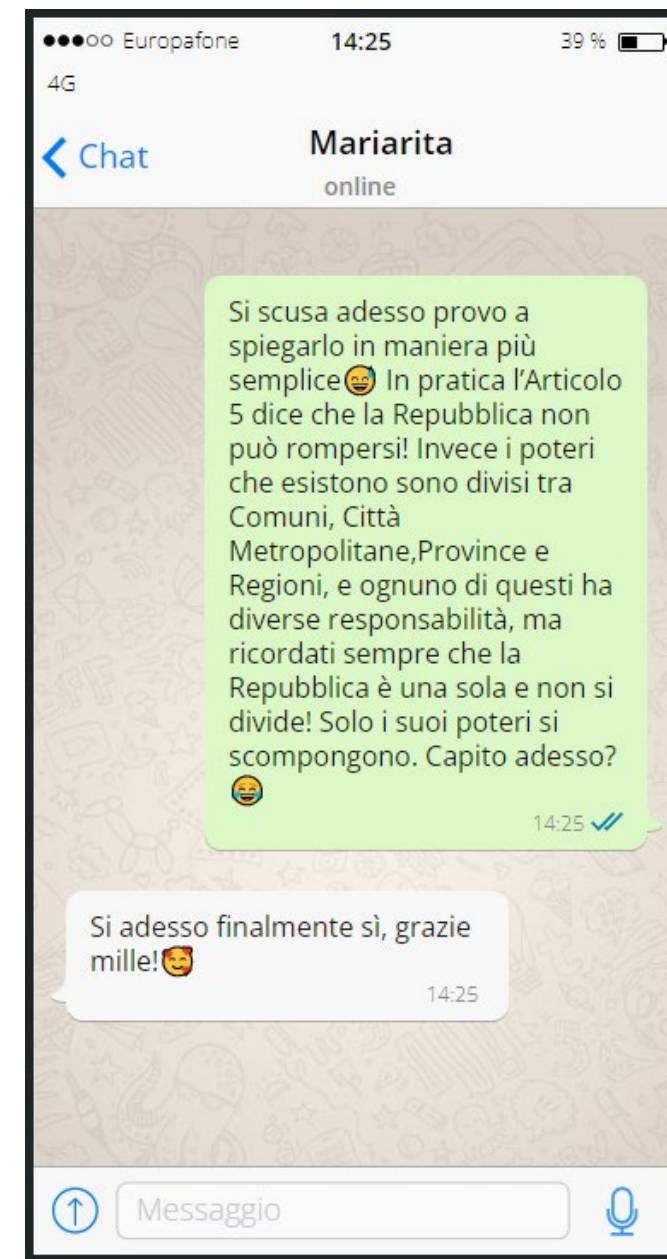 ●●●○○ Europafone 14:25 39 %
4G
Chat
Mariarita
online
Si scusa adesso provo a
spiegarlo in maniera più
semplice😅 In pratica l’Articolo
5 dice che la Repubblica non
può rompersi! Invece i poteri
che esistono sono divisi tra
Comuni, Città
Metropolitane,Province e
Regioni, e ognuno di questi ha
diverse responsabilità, ma
ricordati sempre che la
Repubblica è una sola e non si
divide! Solo i suoi poteri si
scompongono. Capito adesso?
😂
14:25
Si adesso finalmente sì, grazie
mille!🥰
14:25
Messaggio